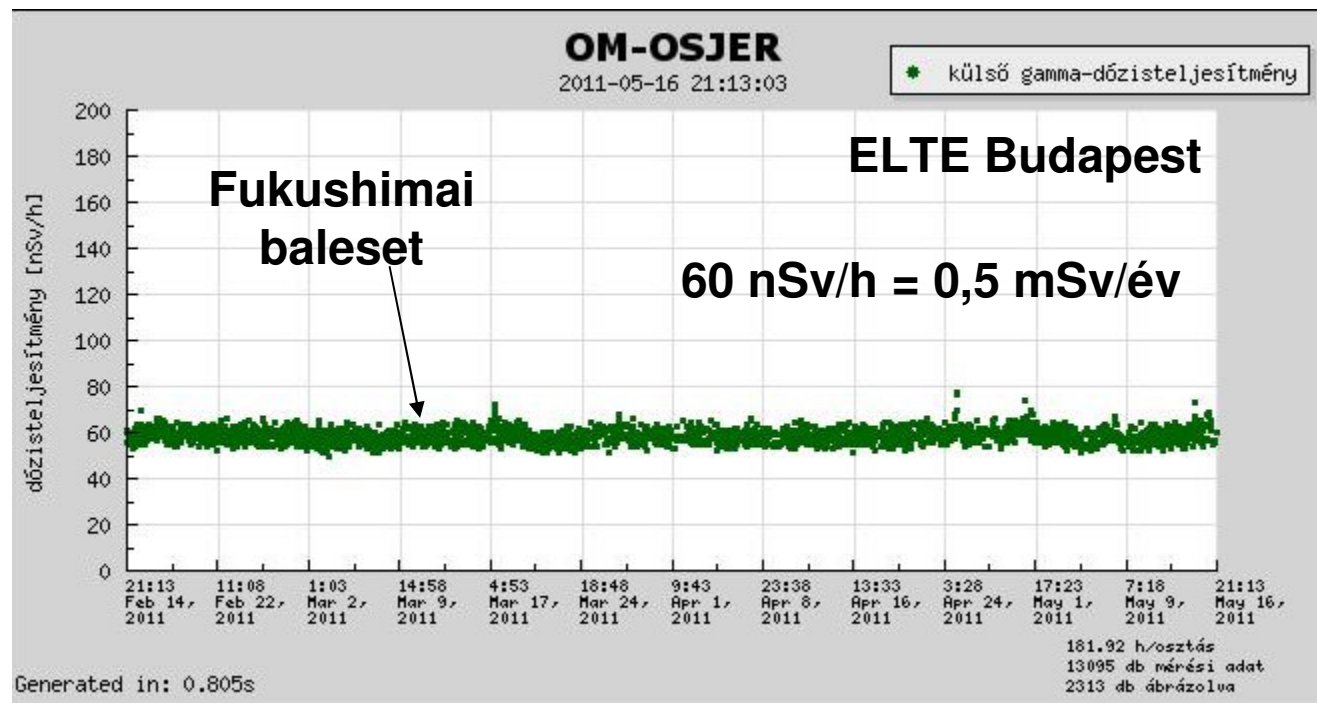 OM-OSJER
2011-05-16 21:13:03
külső gamma-dózisteljesítmény
ELTE Budapest
Fukushimai
baleset
60 nSv/h = 0,5 mSv/év
dózisteljesítmény [nSv/h]
200
180
160
140
120
100
80
60
40
20
0
21:13 11:08 1:03 14:58 4:53 18:48 9:43 23:38 13:33 3:28 17:23 7:18 21:13
Feb 14, Feb 22, Mar 2, Mar 9, Mar 17, Mar 24, Apr 1, Apr 8, Apr 16, Apr 24, May 1, May 9, May 16,
2011 2011 2011 2011 2011 2011 2011 2011 2011 2011 2011 2011 2011
181.92 h/osztás
13095 db mérési adat
2313 db ábrázolva
Generated in: 0.805s